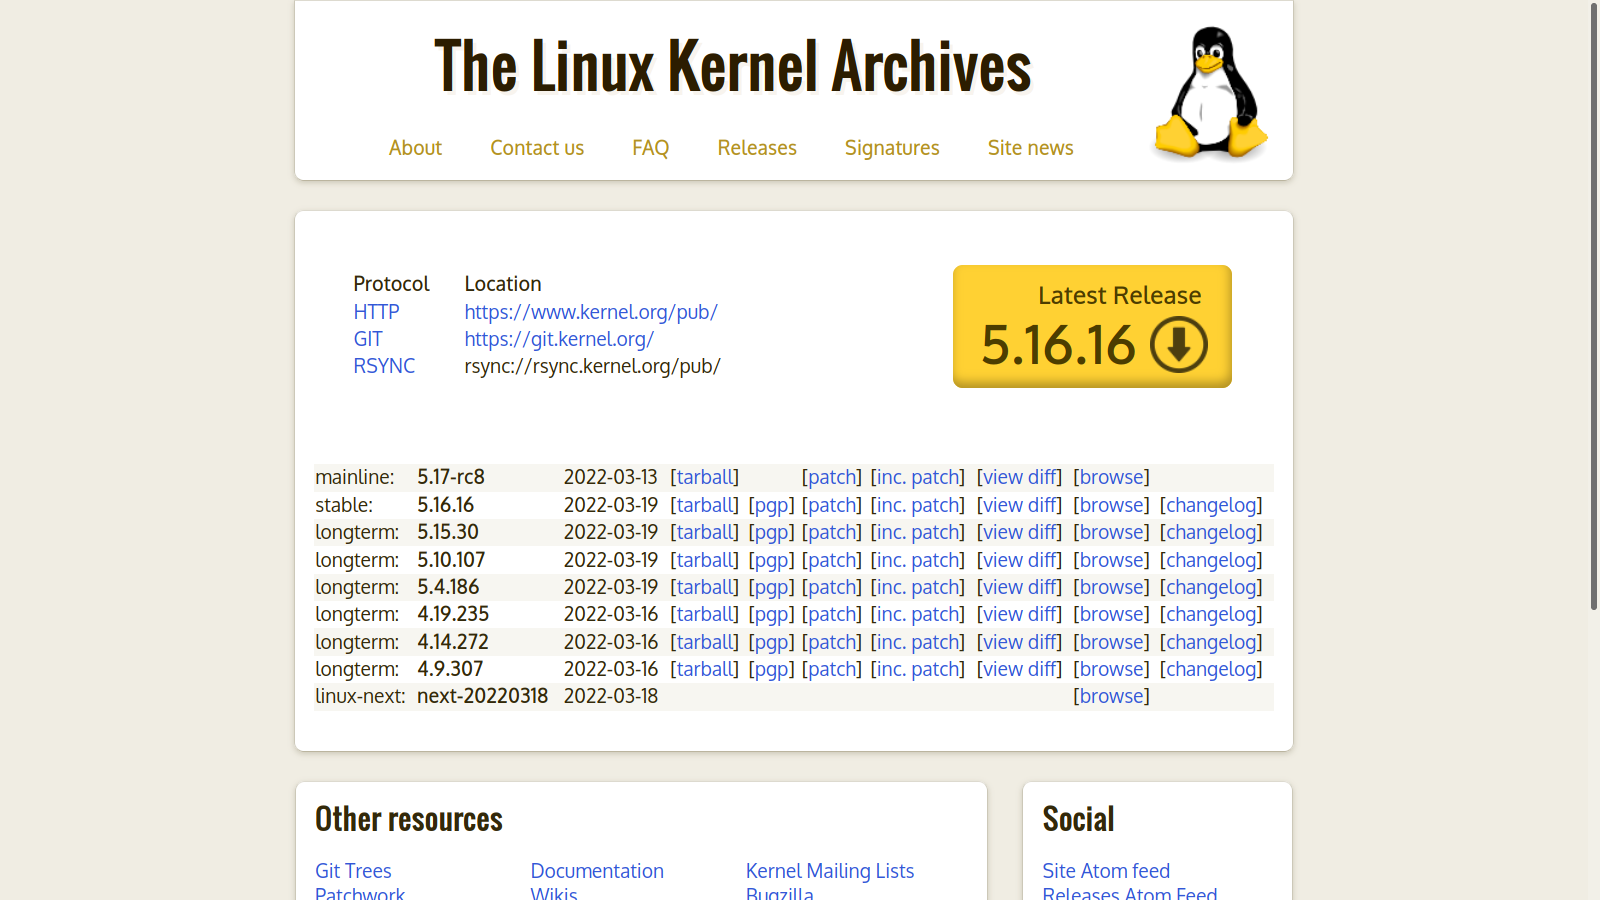 The Linux Kernel Archives
About Contact us FAQ Releases Signatures Site news
Protocol Location
HTTP https://www.kernel.org/pub/
GIT https://git.kernel.org/
RSYNC rsync://rsync.kernel.org/pub/
Latest Release
5.16.16
mainline: 5.17-rc8 2022-03-13 [tarball] [patch] [inc. patch] [view diff] [browse]
stable: 5.16.16 2022-03-19 [tarball] [pgp] [patch] [inc. patch] [view diff] [browse] [changelog]
longterm: 5.15.30 2022-03-19 [tarball] [pgp] [patch] [inc. patch] [view diff] [browse] [changelog]
longterm: 5.10.107 2022-03-19 [tarball] [pgp] [patch] [inc. patch] [view diff] [browse] [changelog]
longterm: 5.4.186 2022-03-19 [tarball] [pgp] [patch] [inc. patch] [view diff] [browse] [changelog]
longterm: 4.19.235 2022-03-16 [tarball] [pgp] [patch] [inc. patch] [view diff] [browse] [changelog]
longterm: 4.14.272 2022-03-16 [tarball] [pgp] [patch] [inc. patch] [view diff] [browse] [changelog]
longterm: 4.9.307 2022-03-16 [tarball] [pgp] [patch] [inc. patch] [view diff] [browse] [changelog]
linux-next: next-20220318 2022-03-18 [browse]
Other resources
Git Trees Documentation Kernel Mailing Lists
Patchwork Wikis Bugzilla
Social
Site Atom feed
Releases Atom Feed